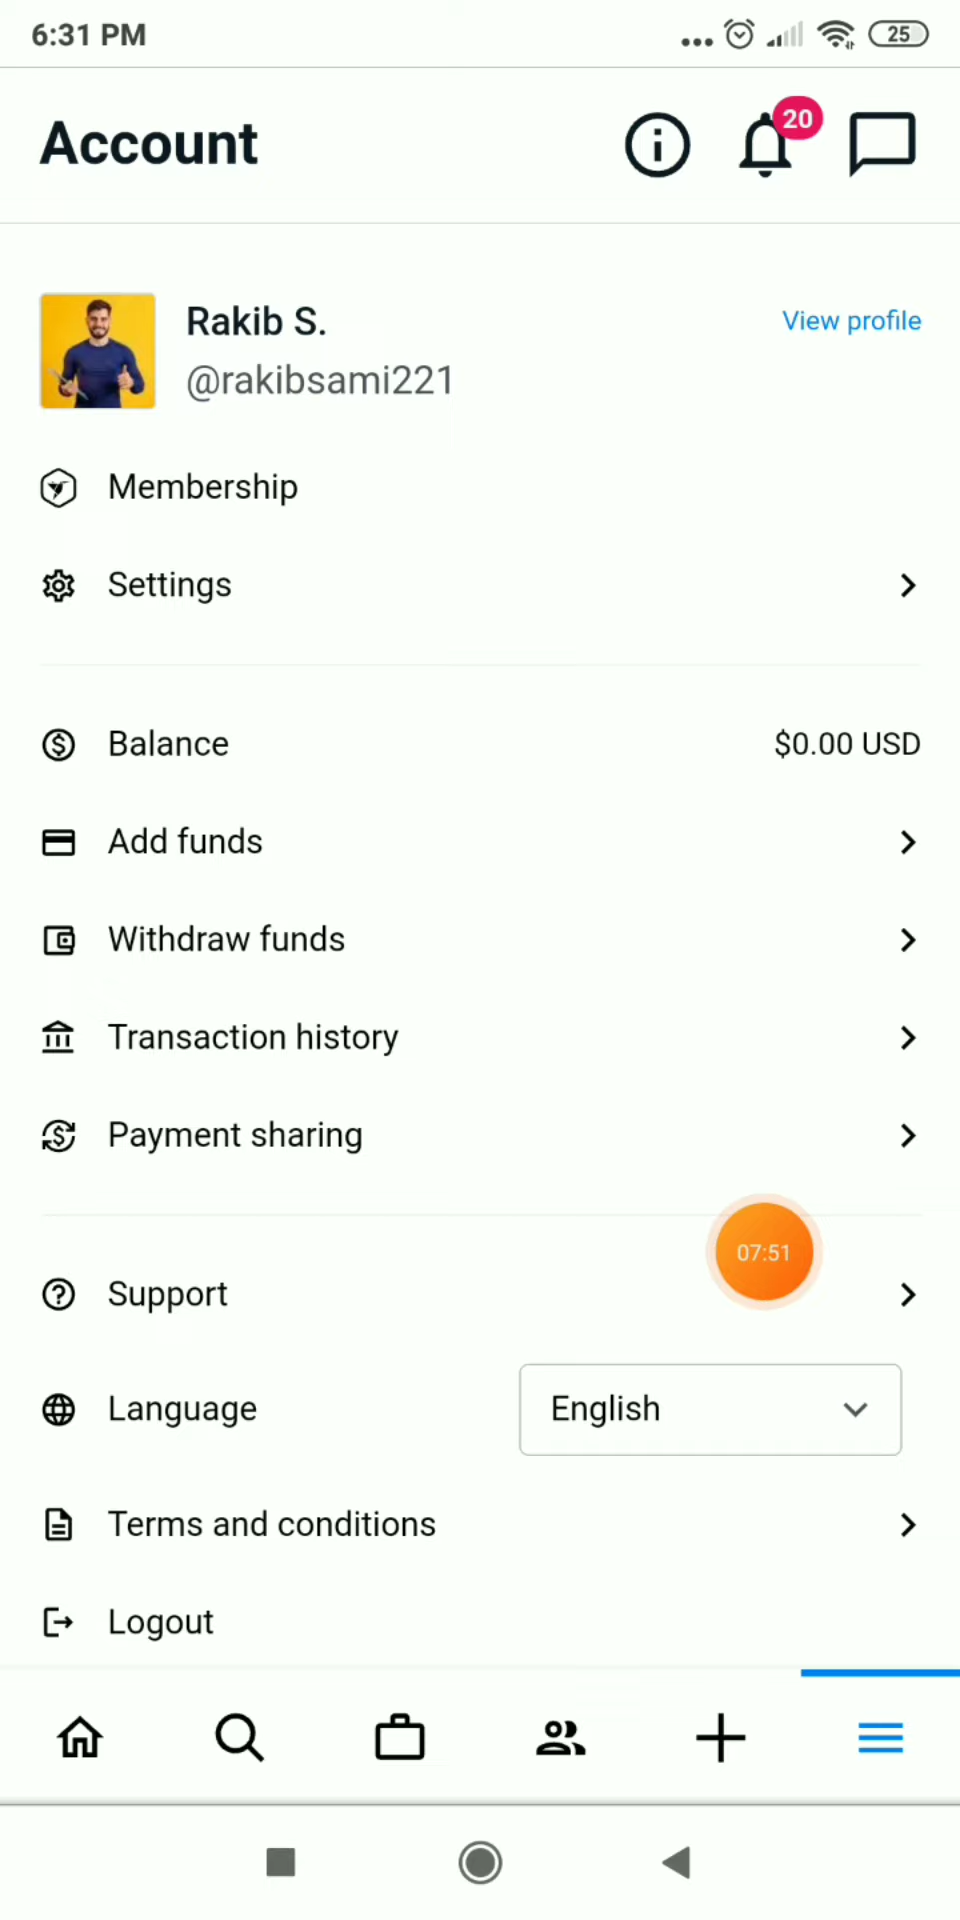 6:31 PM
25
Account
20
Rakib S.
View profile
@rakibsami221
Membership
Settings
Balance
$0.00 USD
Add funds
Withdraw funds
Transaction history
Payment sharing
07:51
Support
Language
English
Terms and conditions
Logout